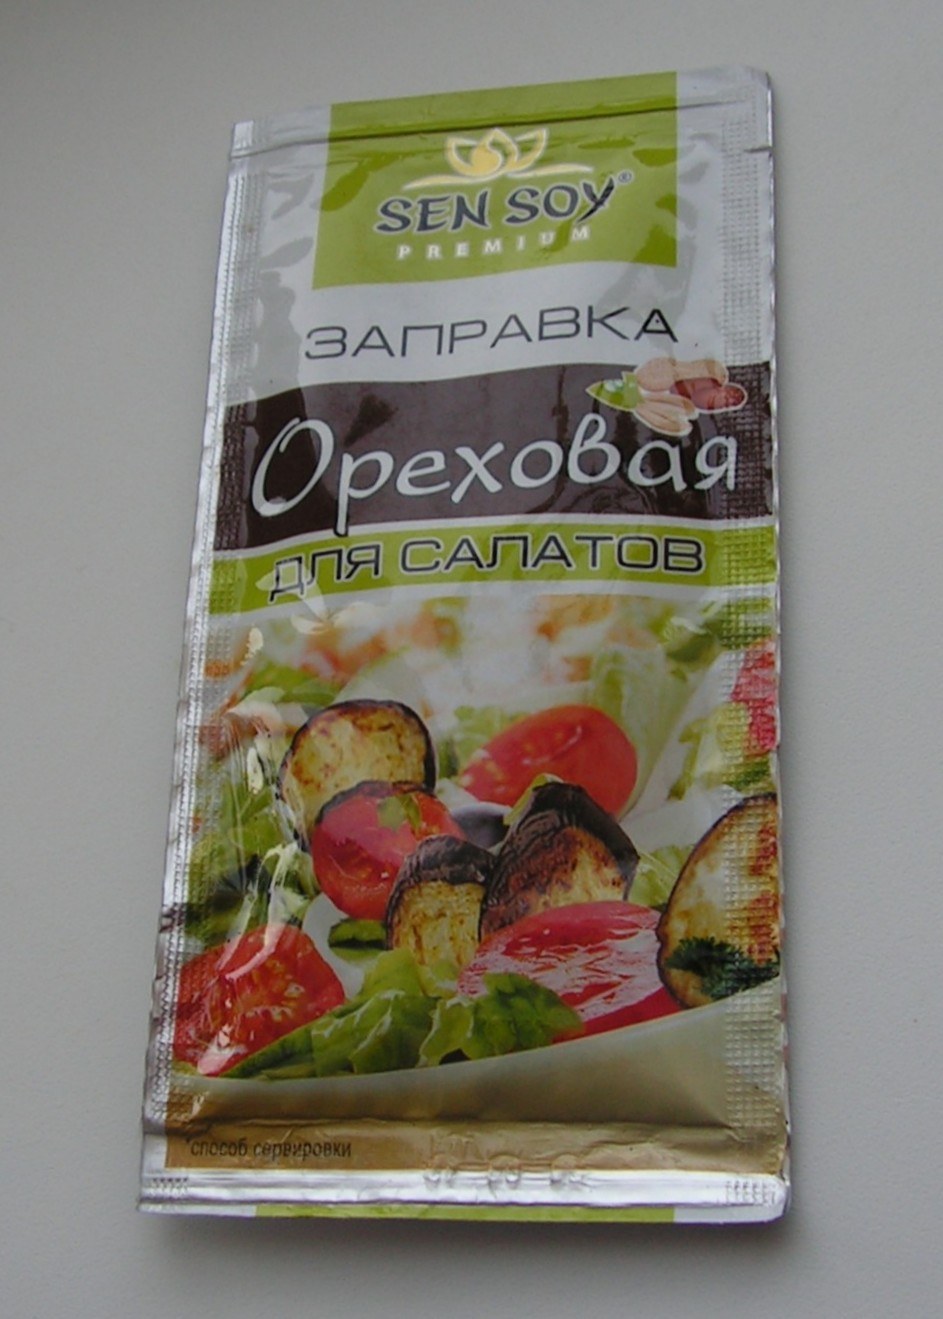 SEN SOY®
PREMIUM
ЗАПРАВКА
Ореховая
ДЛЯ САЛАТОВ
*способ сервировки